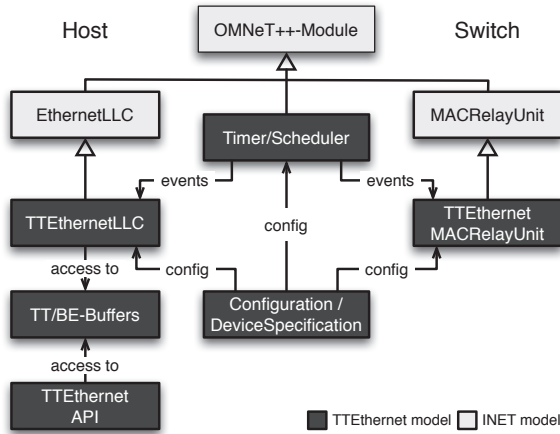 Host
OMNeT++-Module
Switch
EthernetLLC
Timer/Scheduler
MACRelayUnit
events
events
TTEthernetLLC
config
TTEthernet
MACRelayUnit
access to
config
config
TT/BE-Buffers
Configuration /
DeviceSpecification
access to
TTEthernet
API
TTEthernet model
INET model